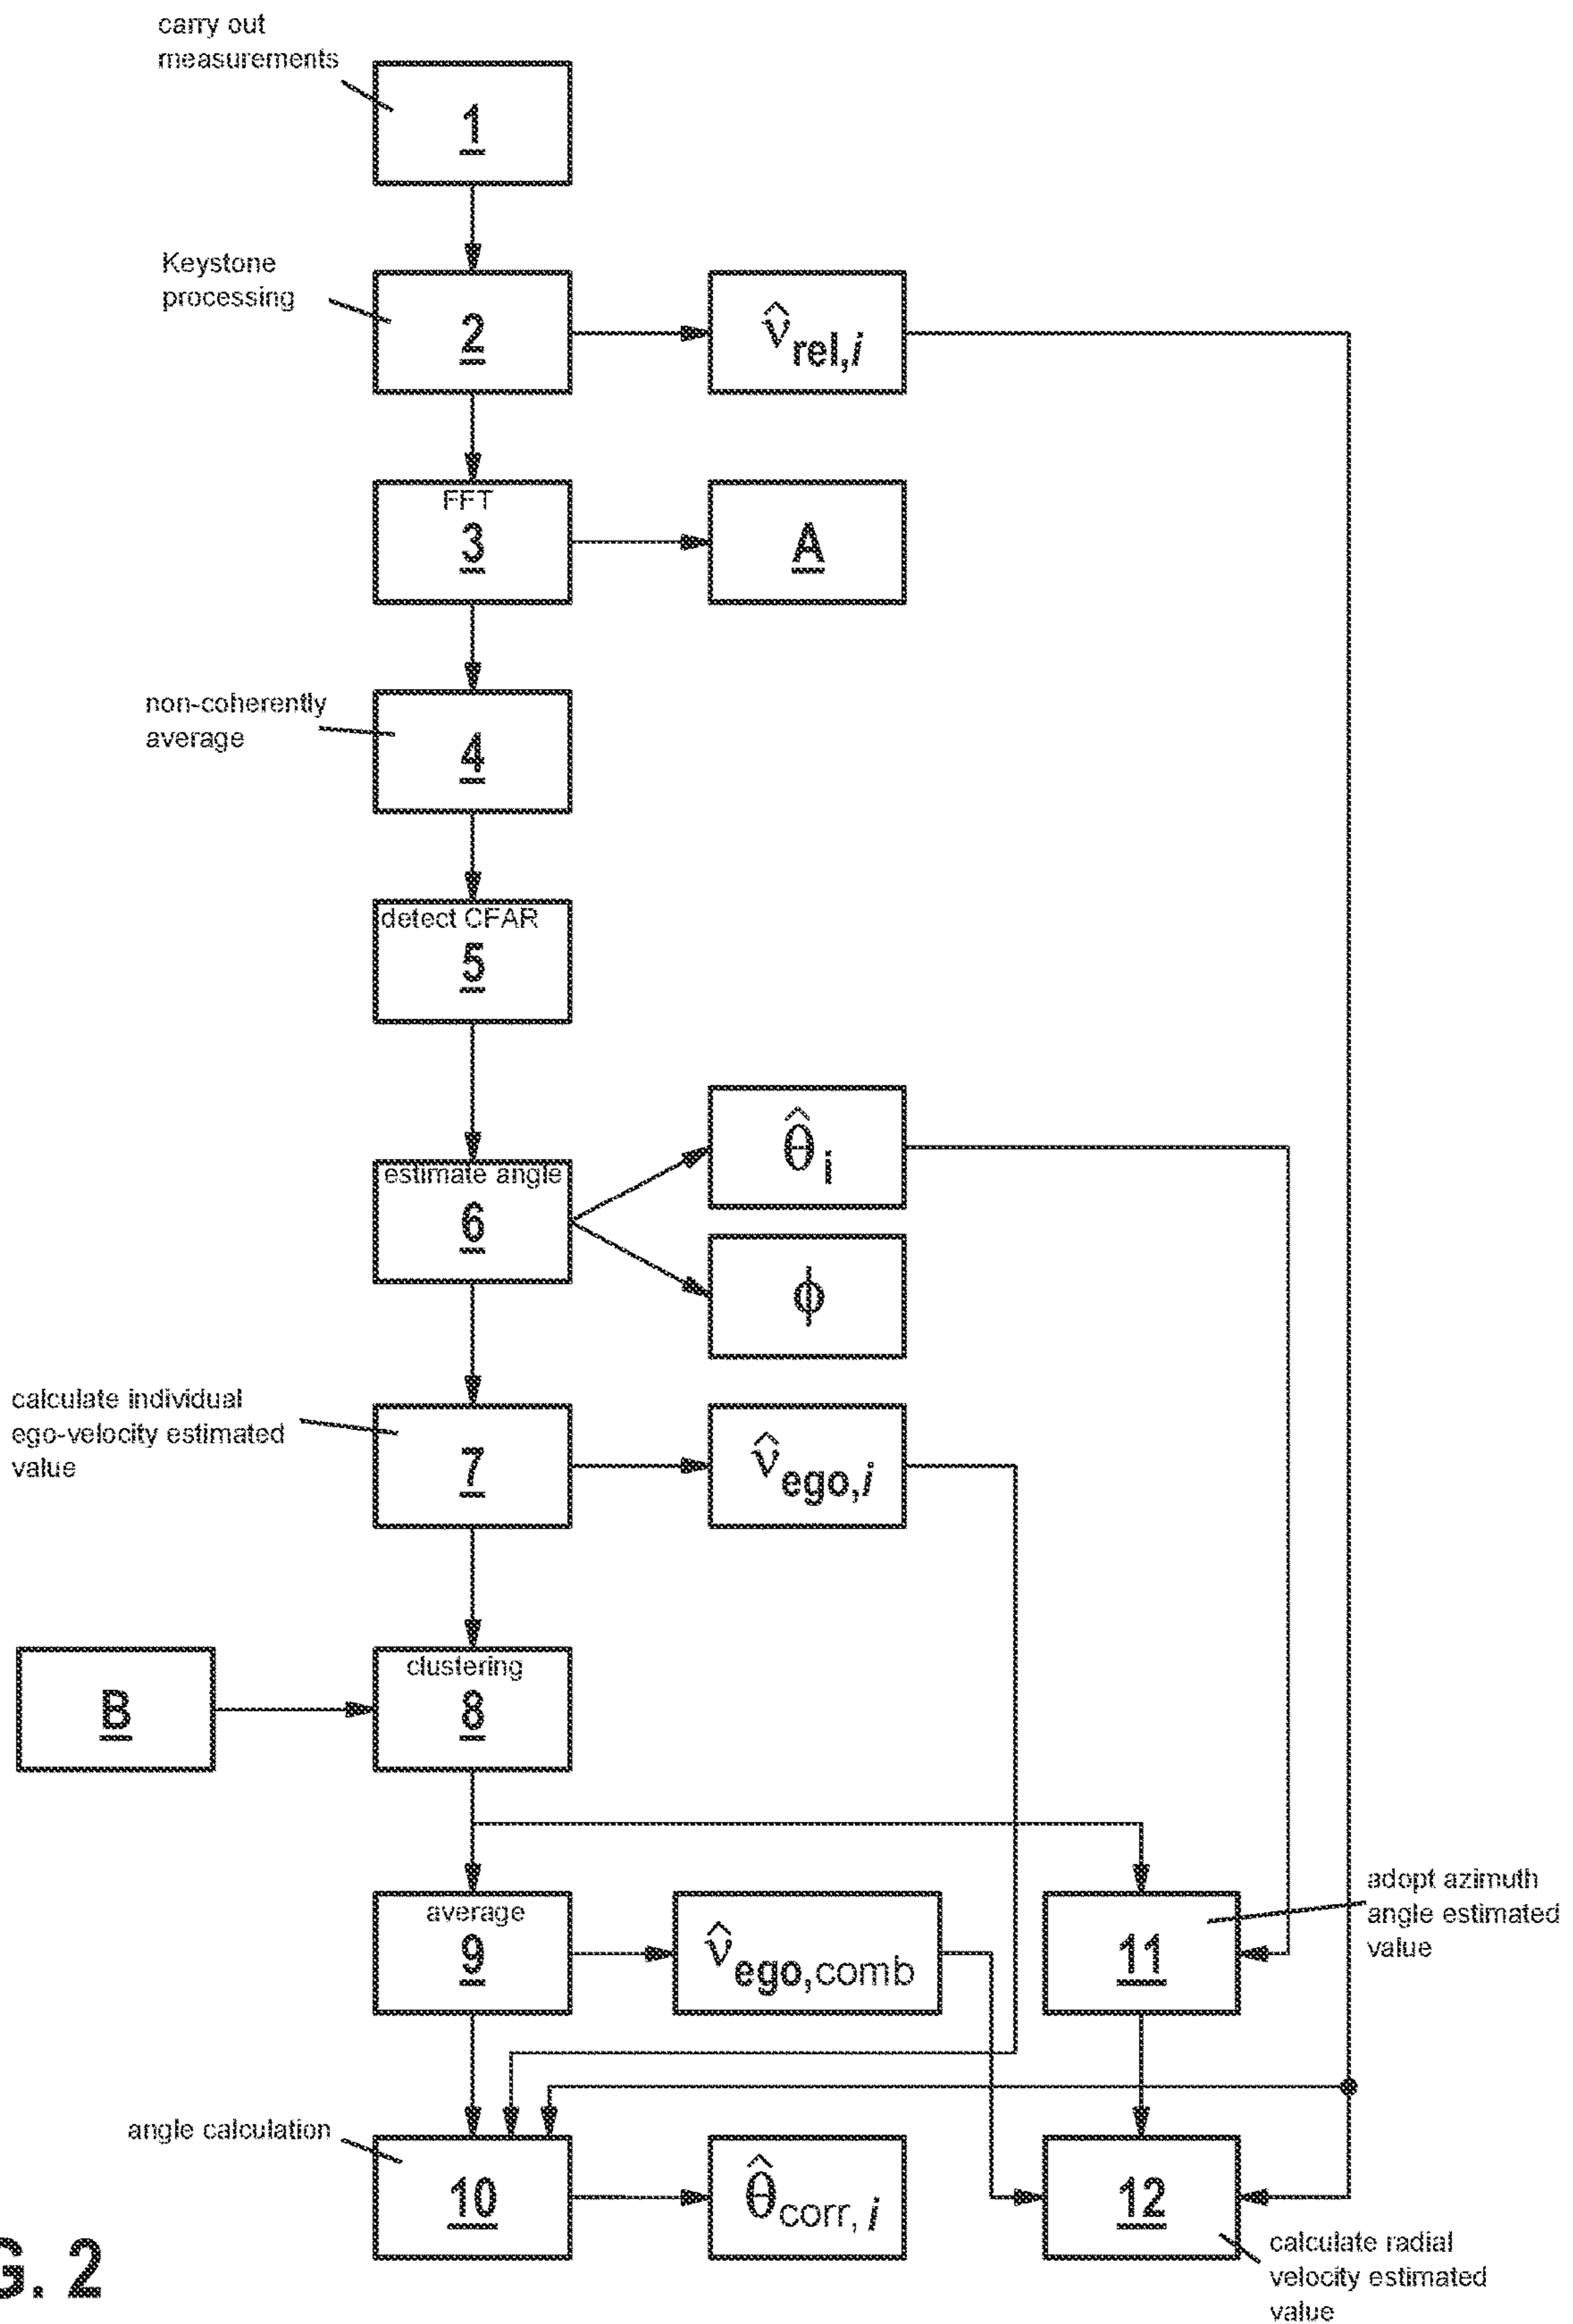 carry out
measurements
1
Keystone
processing
2
v̂rel,i
FFT
3
A
non-coherently
average
4
detect CFAR
5
estimate angle
6
θ̂i
ϕ
calculate individual
ego-velocity estimated
value
7
v̂ego,i
B
clustering
8
average
9
v̂ego,comb
11
adopt azimuth
angle estimated
value
angle calculation
10
θ̂corr, i
12
calculate radial
velocity estimated
value
G. 2